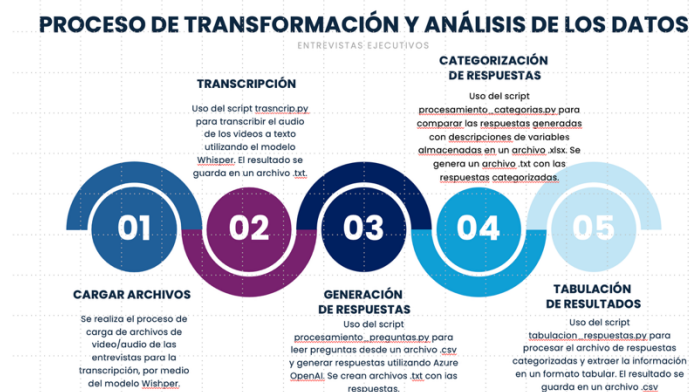 PROCESO DE TRANSFORMACIÓN Y ANÁLISIS DE LOS DATOS
ENTREVISTAS EJECUTIVOS
01
CARGAR ARCHIVOS
Se realiza el proceso de
carga de archivos de
video/audio de las
entrevistas para la
transcripción, por medio
del modelo Wishper.
TRANSCRIPCIÓN
Uso del script trasncrip.py
para transcribir el audio
de los videos a texto
utilizando el modelo
Whisper. El resultado se
guarda en un archivo .txt.
02
03
GENERACIÓN
DE RESPUESTAS
Uso del script
procesamiento_preguntas.py para
leer preguntas desde un archivo .csv
y generar respuestas utilizando Azure
OpenAI. Se crean archivos .txt con las
respuestas.
CATEGORIZACIÓN
DE RESPUESTAS
Uso del script
procesamiento_categorias.py para
comparar las respuestas generadas
con descripciones de variables
almacenadas en un archivo .xlsx. Se
genera un archivo .txt con las
respuestas categorizadas.
04
05
TABULACIÓN
DE RESULTADOS
Uso del script
tabulacion_respuestas.py para
procesar el archivo de respuestas
categorizadas y extraer la información
en un formato tabular. El resultado se
guarda en un archivo .csv